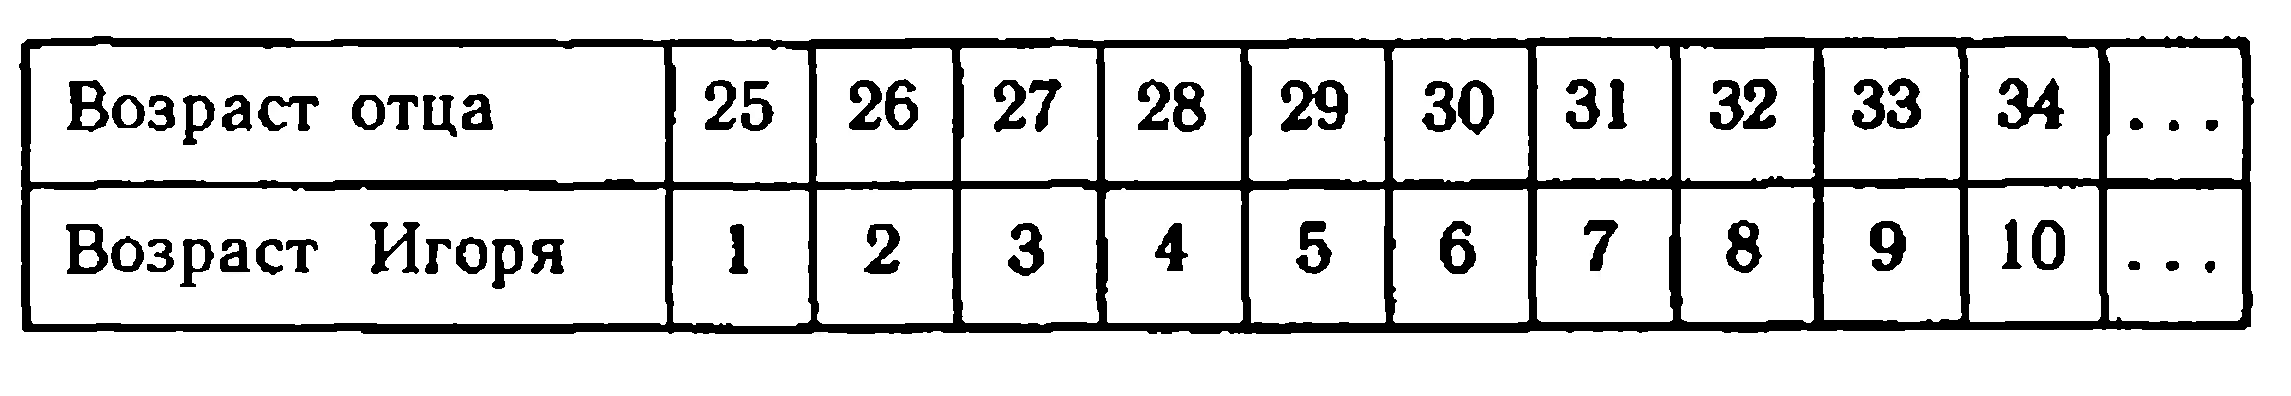 Возраст отца 25 26 27 28 29 30 31 32 33 34 ...
Возраст Игоря 1 2 3 4 5 6 7 8 9 10 ...